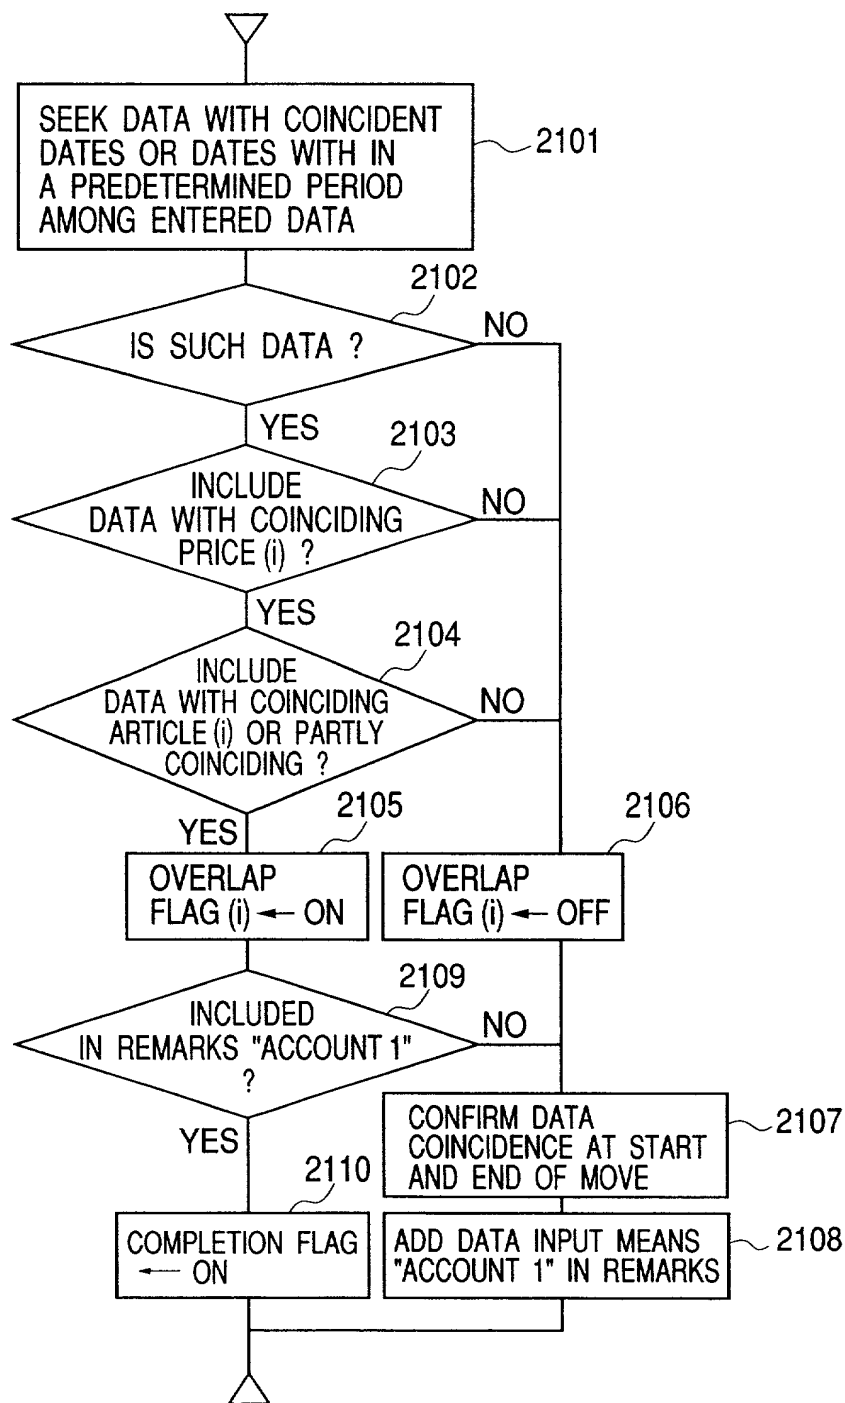 SEEK DATA WITH COINCIDENT
DATES OR DATES WITH IN
A PREDETERMINED PERIOD
AMONG ENTERED DATA
2101
2102
IS SUCH DATA ?
NO
YES
2103
INCLUDE
DATA WITH COINCIDING
PRICE (i) ?
NO
YES
2104
INCLUDE
DATA WITH COINCIDING
ARTICLE (i) OR PARTLY
COINCIDING ?
NO
YES
2105
OVERLAP
FLAG (i) ← ON
2106
OVERLAP
FLAG (i) ← OFF
2109
INCLUDED
IN REMARKS "ACCOUNT 1"
?
NO
YES
2107
CONFIRM DATA
COINCIDENCE AT START
AND END OF MOVE
2110
COMPLETION FLAG
← ON
2108
ADD DATA INPUT MEANS
"ACCOUNT 1" IN REMARKS